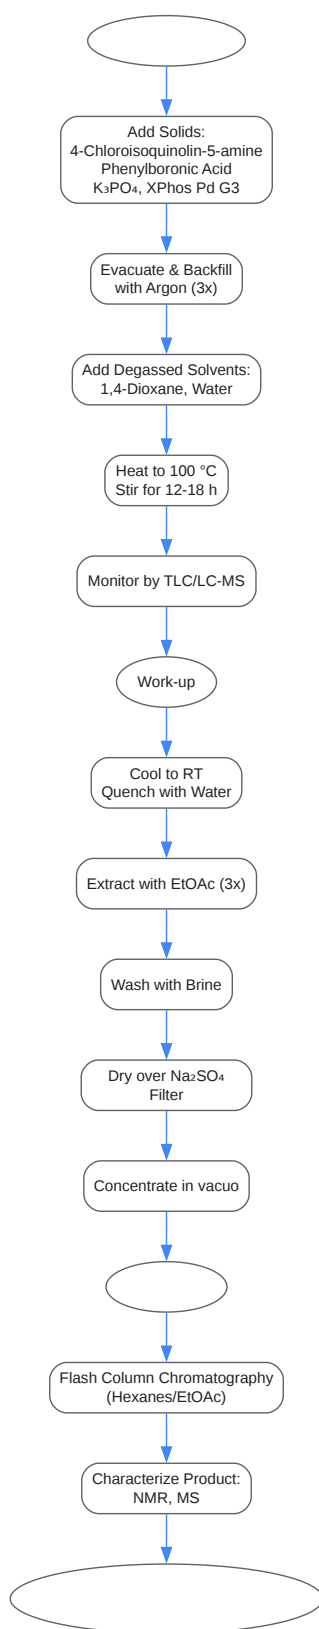 Add Solids:
4-Chloroisoquinolin-5-amine
Phenylboronic Acid
K₃PO₄, XPhos Pd G3
Evacuate & Backfill
with Argon (3x)
Add Degassed Solvents:
1,4-Dioxane, Water
Heat to 100 °C
Stir for 12-18 h
Monitor by TLC/LC-MS
Work-up
Cool to RT
Quench with Water
Extract with EtOAc (3x)
Wash with Brine
Dry over Na₂SO₄
Filter
Concentrate in vacuo
Flash Column Chromatography
(Hexanes/EtOAc)
Characterize Product:
NMR, MS